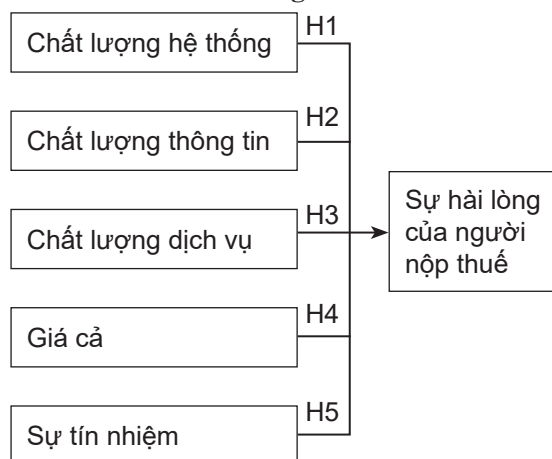 Chất lượng hệ thống
H1
Chất lượng thông tin
H2
Chất lượng dịch vụ
H3
Giá cả
H4
Sự tín nhiệm
H5
Sự hài lòng
của người
nộp thuế